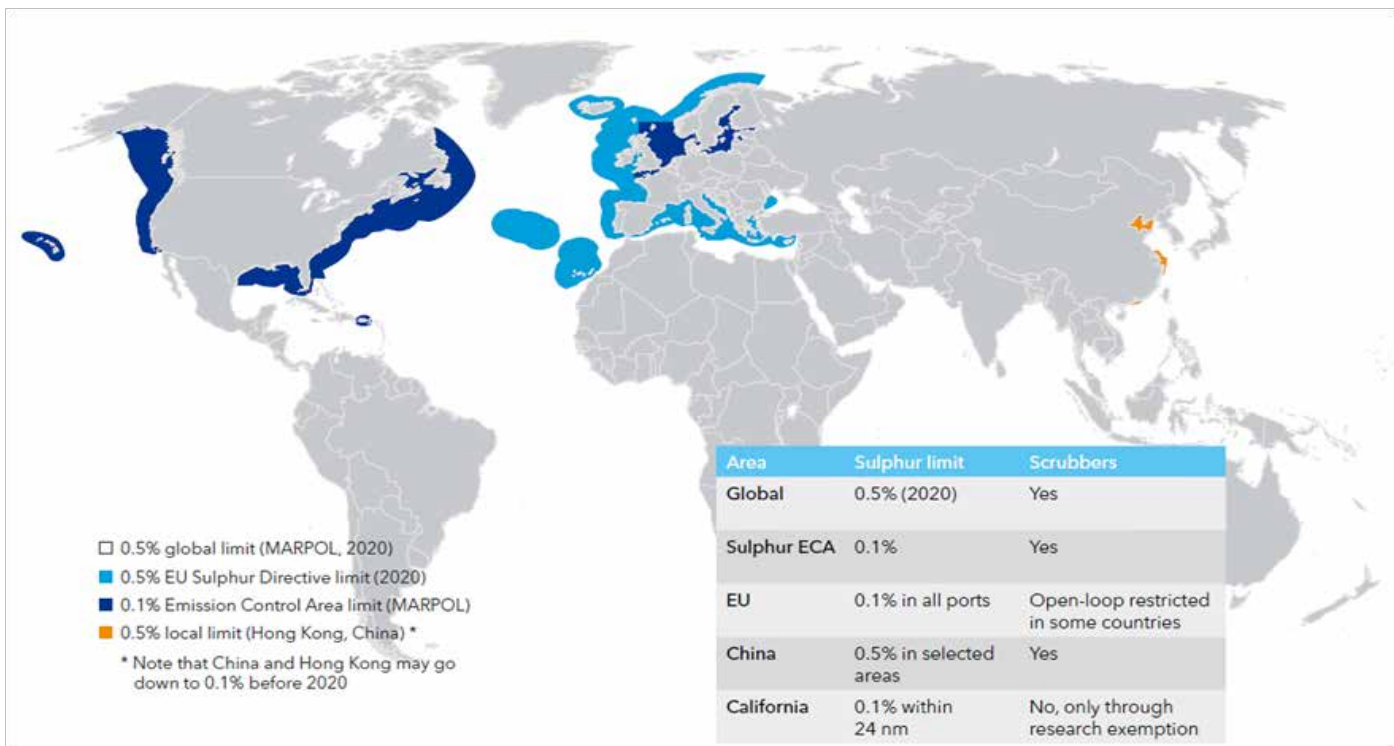 0.5% global limit (MARPOL, 2020)
0.5% EU Sulphur Directive limit (2020)
0.1% Emission Control Area limit (MARPOL)
0.5% local limit (Hong Kong, China) *
* Note that China and Hong Kong may go
down to 0.1% before 2020
Area Sulphur limit Scrubbers
Global 0.5% (2020) Yes
Sulphur ECA 0.1% Yes
EU 0.1% in all ports Open-loop restricted
in some countries
China 0.5% in selected Yes
areas
California 0.1% within No, only through
24 nm research exemption